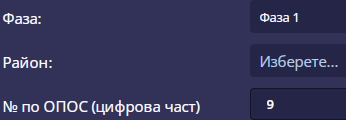 Фаза: Фаза 1
Район: Изберете...
№ по ОПОС (цифрова част) 9